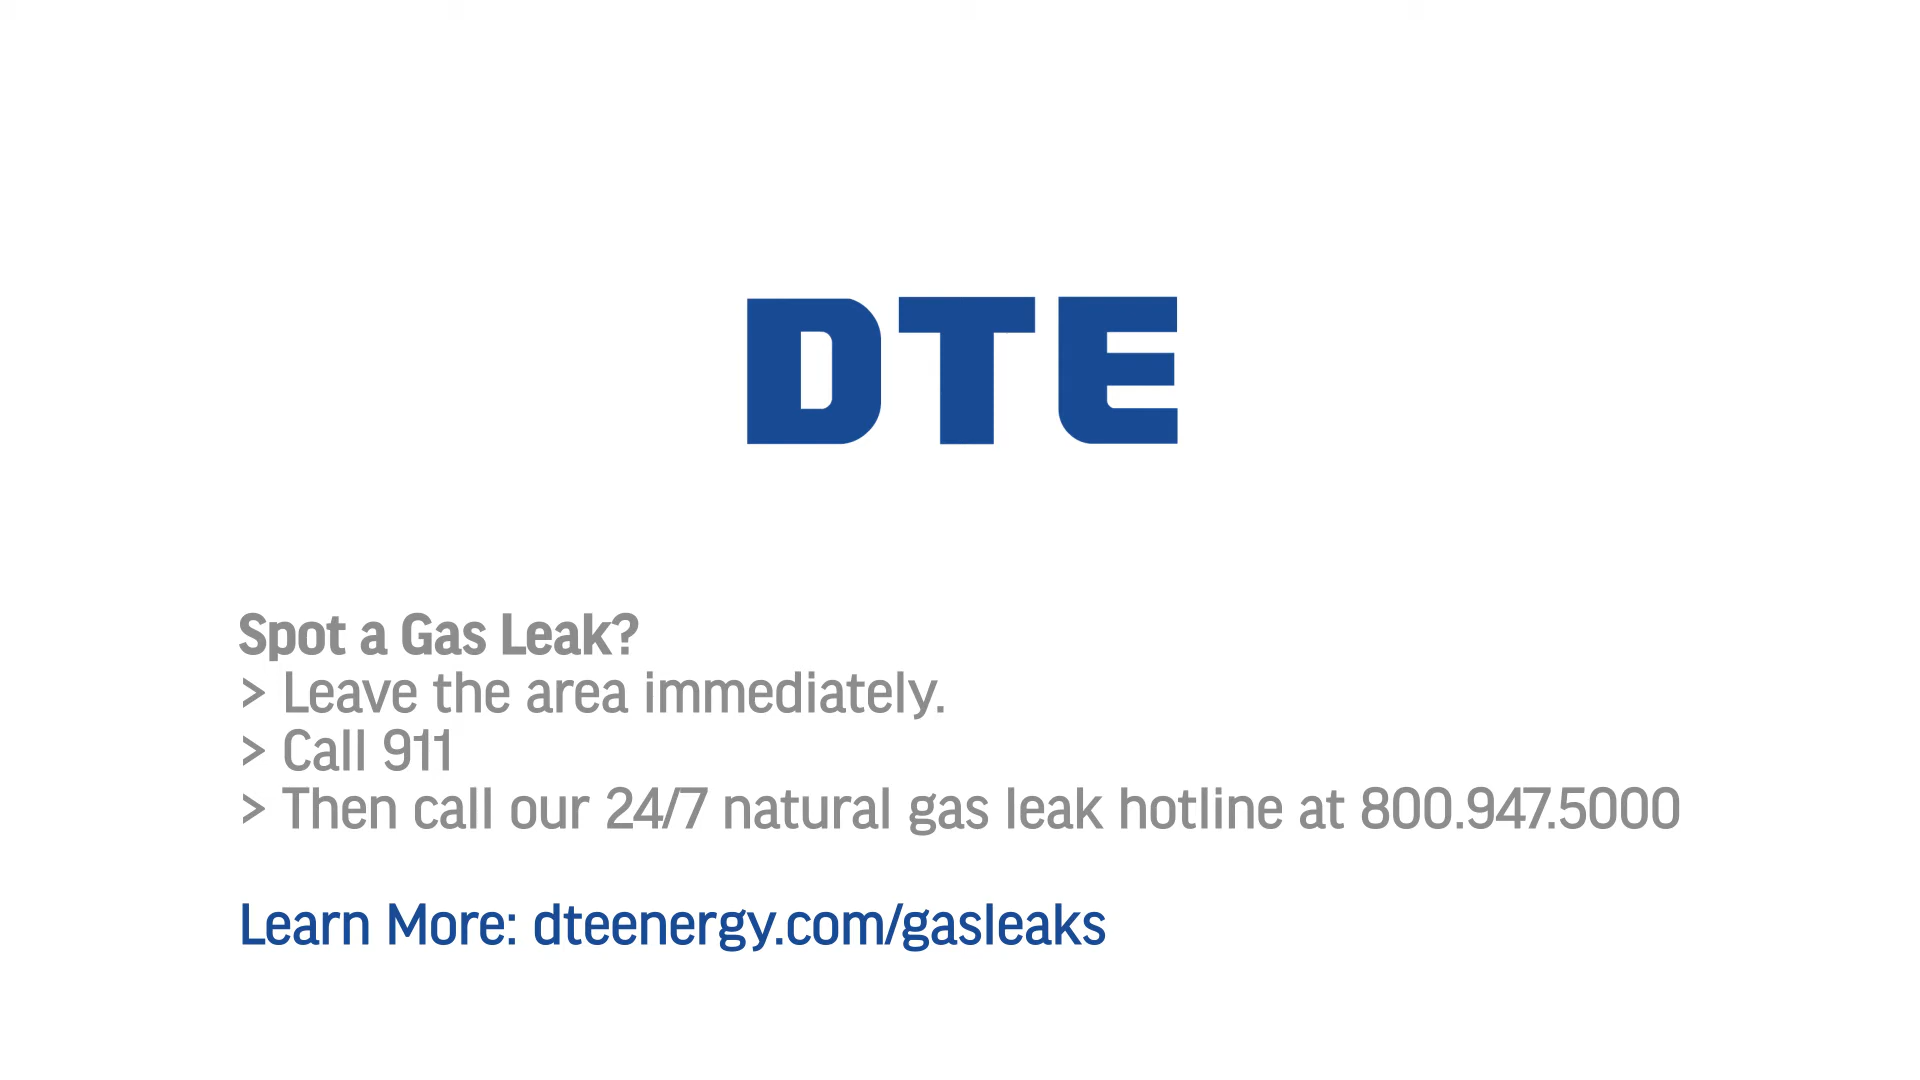 DTE
Spot a Gas Leak?
> Leave the area immediately.
> Call 911
> Then call our 24/7 natural gas leak hotline at 800.947.5000
Learn More: dteenergy.com/gasleaks